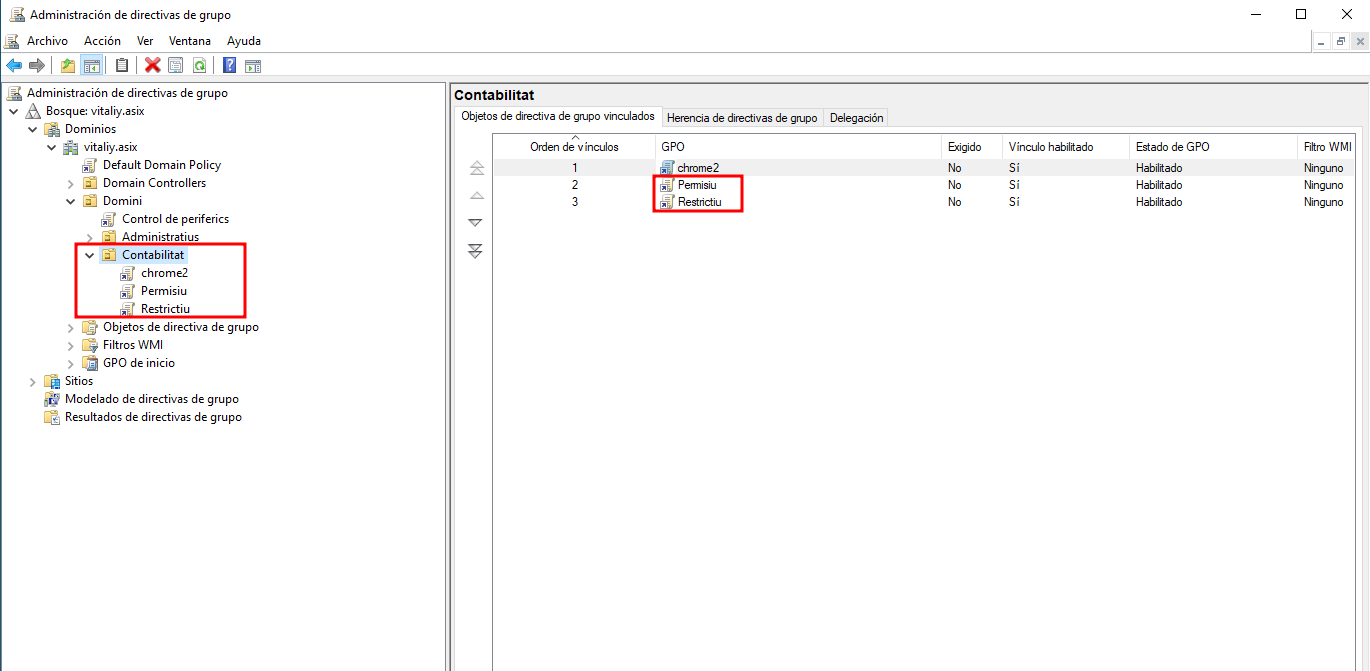 Administración de directivas de grupo
Archivo Acción Ver Ventana Ayuda
Administración de directivas de grupo
Bosque: vitaliy.asix
Dominios
vitaliy.asix
Default Domain Policy
Domain Controllers
Domini
Control de periferics
Administratius
Contabilitat
chrome2
Permisiu
Restrictiu
Objetos de directiva de grupo
Filtros WMI
GPO de inicio
Sitios
Modelado de directivas de grupo
Resultados de directivas de grupo
Contabilitat
Objetos de directiva de grupo vinculados Herencia de directivas de grupo Delegación
Orden de vínculos GPO Exigido Vínculo habilitado Estado de GPO Filtro WMI
1 chrome2 No Sí Habilitado Ninguno
2 Permisiu No Sí Habilitado Ninguno
3 Restrictiu No Sí Habilitado Ninguno